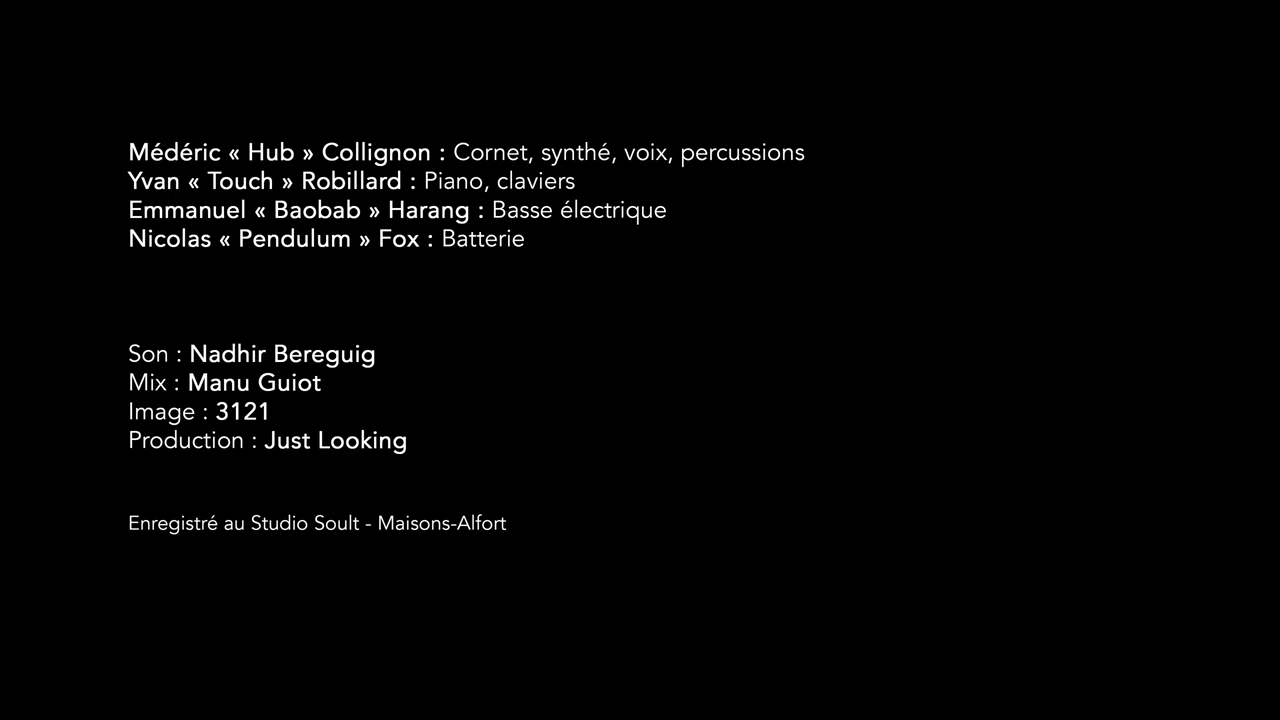 Médéric « Hub » Collignon : Cornet, synthé, voix, percussions
Yvan « Touch » Robillard : Piano, claviers
Emmanuel « Baobab » Harang : Basse électrique
Nicolas « Pendulum » Fox : Batterie
Son : Nadhir Bereguig
Mix : Manu Guiot
Image : 3121
Production : Just Looking
Enregistré au Studio Soult - Maisons-Alfort